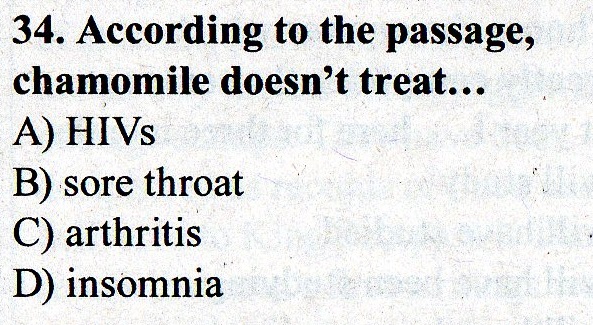 34. According to the passage,
chamomile doesn't treat...
A) HIVs
B) sore throat
C) arthritis
D) insomnia